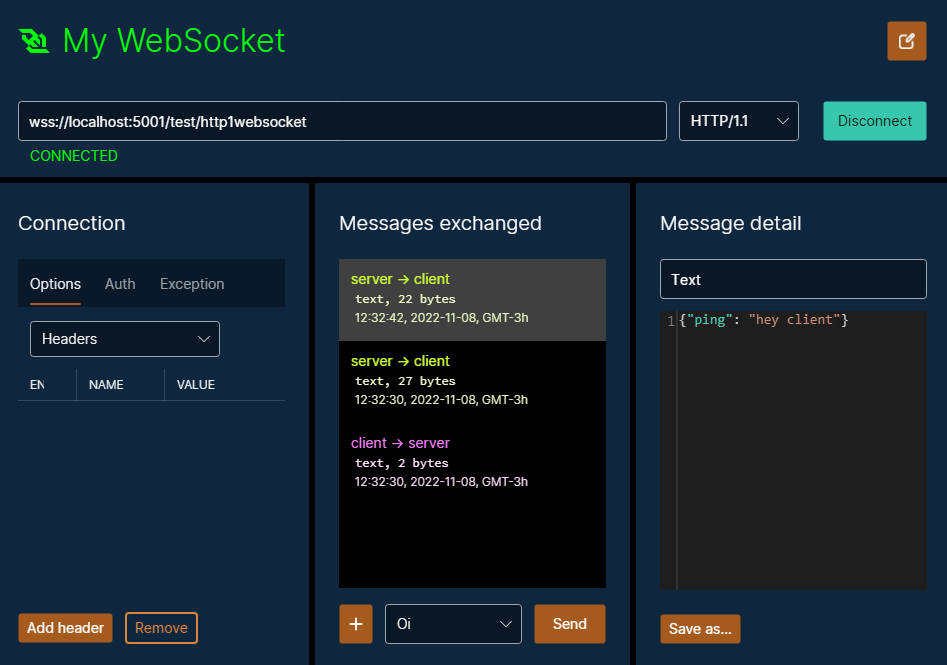 My WebSocket
wss://localhost:5001/test/http1websocket
HTTP/1.1
Disconnect
CONNECTED
Connection
Options Auth Exception
Headers
EN NAME VALUE
Add header Remove
Messages exchanged
server → client
text, 22 bytes
12:32:42, 2022-11-08, GMT-3h
server → client
text, 27 bytes
12:32:30, 2022-11-08, GMT-3h
client → server
text, 2 bytes
12:32:30, 2022-11-08, GMT-3h
+ Oi Send
Message detail
Text
1 {"ping": "hey client"}
Save as...